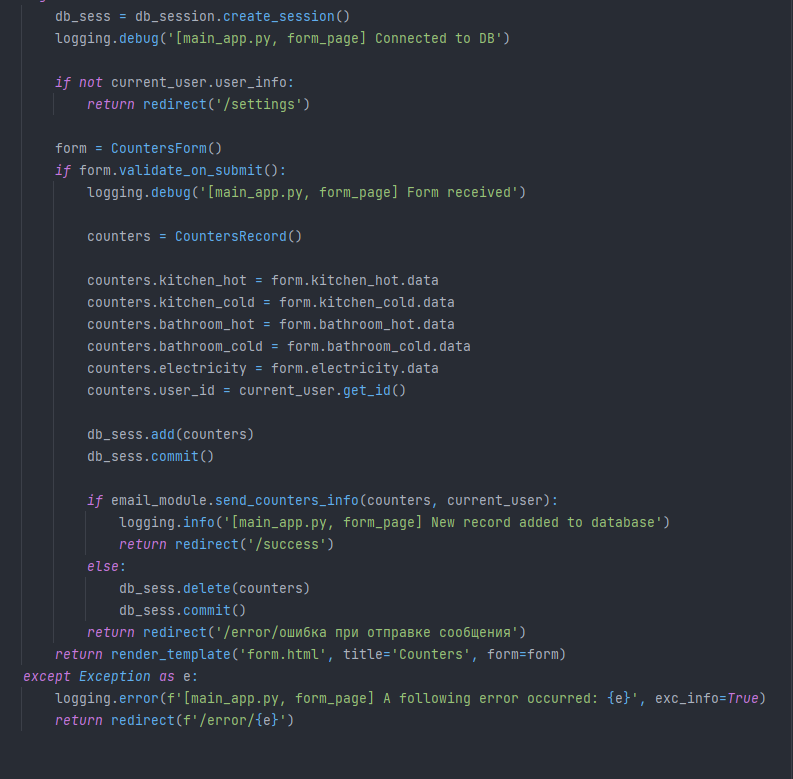 db_sess = db_session.create_session()
    logging.debug('[main_app.py, form_page] Connected to DB')

    if not current_user.user_info:
        return redirect('/settings')

    form = CountersForm()
    if form.validate_on_submit():
        logging.debug('[main_app.py, form_page] Form received')

        counters = CountersRecord()

        counters.kitchen_hot = form.kitchen_hot.data
        counters.kitchen_cold = form.kitchen_cold.data
        counters.bathroom_hot = form.bathroom_hot.data
        counters.bathroom_cold = form.bathroom_cold.data
        counters.electricity = form.electricity.data
        counters.user_id = current_user.get_id()

        db_sess.add(counters)
        db_sess.commit()

        if email_module.send_counters_info(counters, current_user):
            logging.info('[main_app.py, form_page] New record added to database')
            return redirect('/success')
        else:
            db_sess.delete(counters)
            db_sess.commit()
        return redirect('/error/ошибка при отправке сообщения')
    return render_template('form.html', title='Counters', form=form)
except Exception as e:
    logging.error(f'[main_app.py, form_page] A following error occurred: {e}', exc_info=True)
    return redirect(f'/error/{e}')